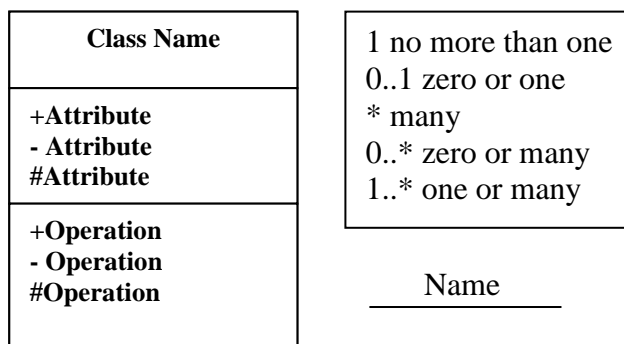 Class Name
+Attribute
- Attribute
#Attribute
+Operation
- Operation
#Operation
1 no more than one
0..1 zero or one
* many
0..* zero or many
1..* one or many
Name